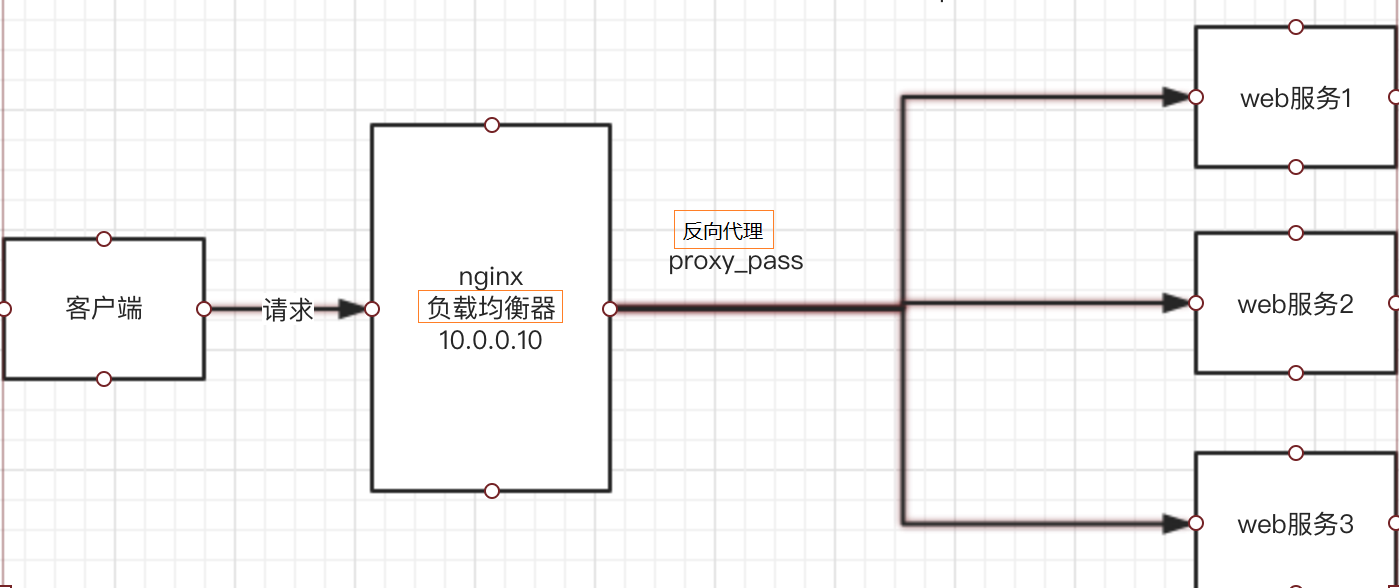 客户端
请求
nginx
负载均衡器
10.0.0.10
反向代理
proxy_pass
web服务1
web服务2
web服务3